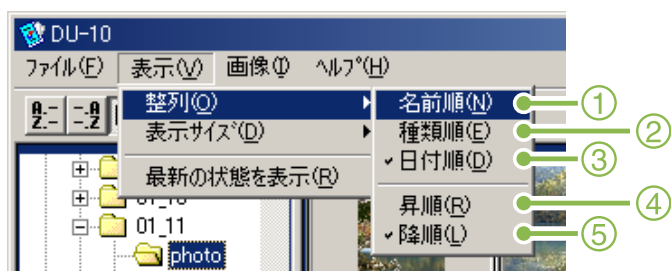 DU-10
ファイル(F) 表示(V) 画像(I) ヘルプ(H)
整列(O)
表示サイズ(D)
最新の状態を表示(R)
名前順(N) ①
種類順(E) ②
✓日付順(D) ③
昇順(R) ④
✓降順(L) ⑤
A.- Z.- -.A -.Z
01_10
01_11
photo